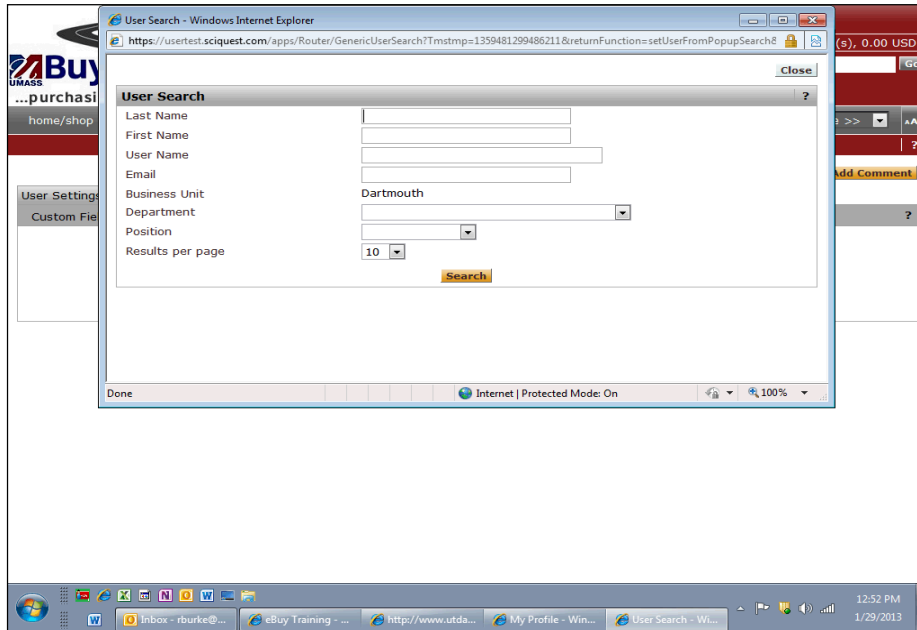 User Search - Windows Internet Explorer
https://usertest.sciquest.com/apps/Router/GenericUserSearch?Tmstmp=1359481299486211&returnFunction=setUserFromPopupSearch&
(s), 0.00 USD
UMASS Buy
...purchasi
Close
User Search ?
home/shop
>>
AA
Last Name
First Name
?
User Name
Email
Add Comment
User Settings
Business Unit Dartmouth
Custom Fie
Department
?
Position
Results per page 10
Search
Done Internet | Protected Mode: On 100%
12:52 PM
Inbox - rburke@... eBuy Training - ... http://www.utda... My Profile - Win... User Search - Wi...
1/29/2013